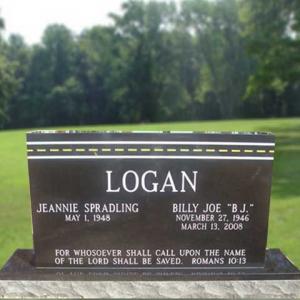 LOGAN
JEANNIE SPRADLING
MAY 1, 1948
BILLY JOE "B.J."
NOVEMBER 27, 1946
MARCH 13, 2008
FOR WHOSOEVER SHALL CALL UPON THE NAME
OF THE LORD SHALL BE SAVED. ROMANS 10:13